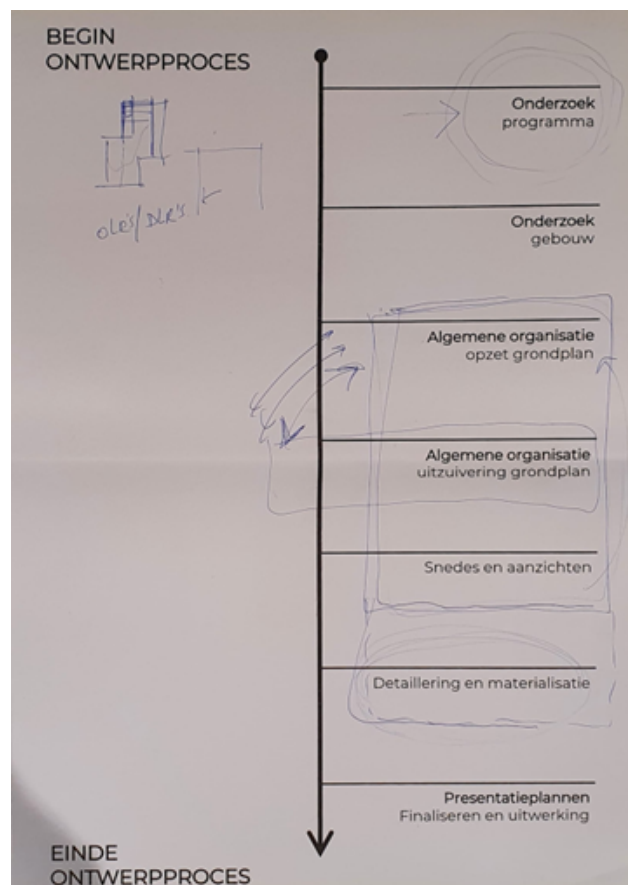 BEGIN
ONTWERPPROCES
Onderzoek
programma
OLR'S/DLR'S
Onderzoek
gebouw
Algemene organisatie
opzet grondplan
Algemene organisatie
uitzuivering grondplan
Snedes en aanzichten
Detaillering en materialisatie
Presentatieplannen
Finaliseren en uitwerking
EINDE
ONTWERPPROCES